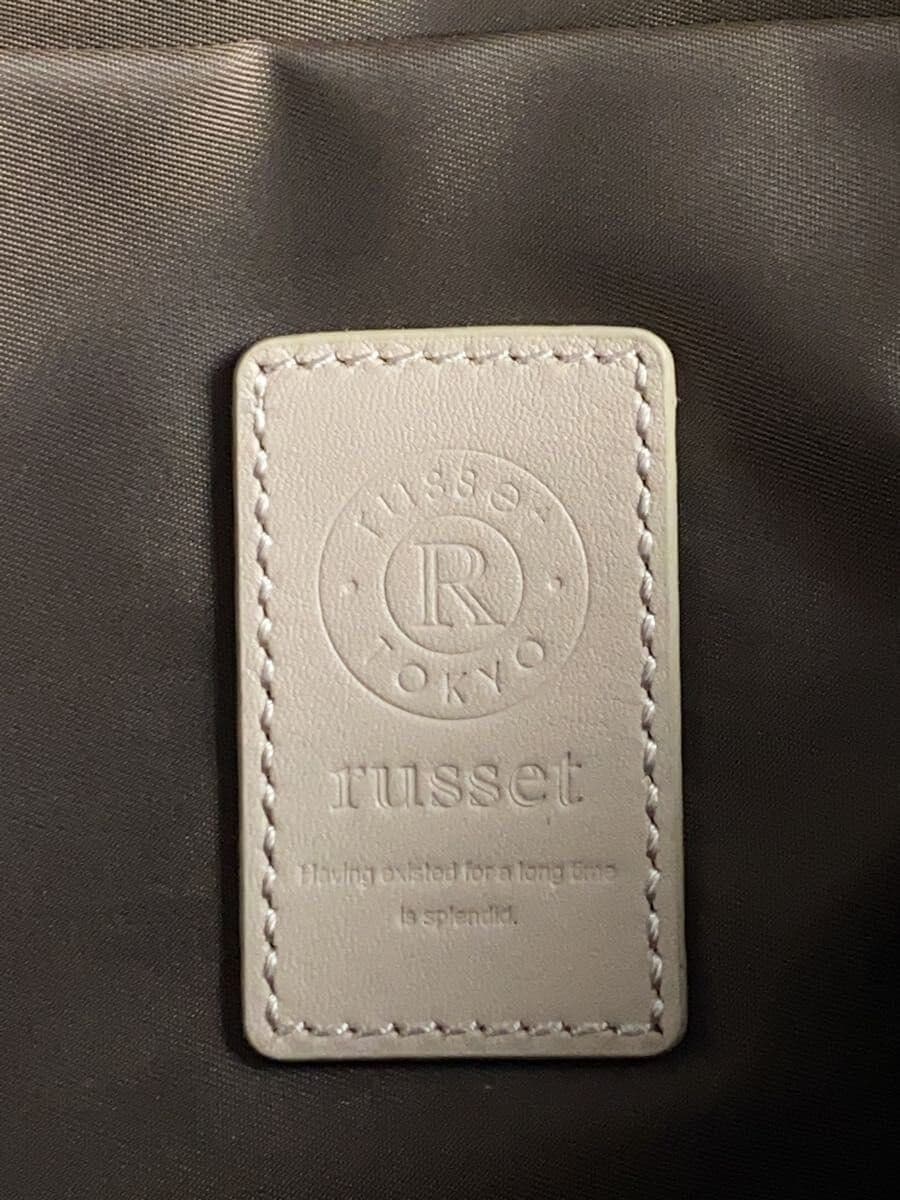 russet
R
TOKYO
russet
Having existed for a long time
is splendid.